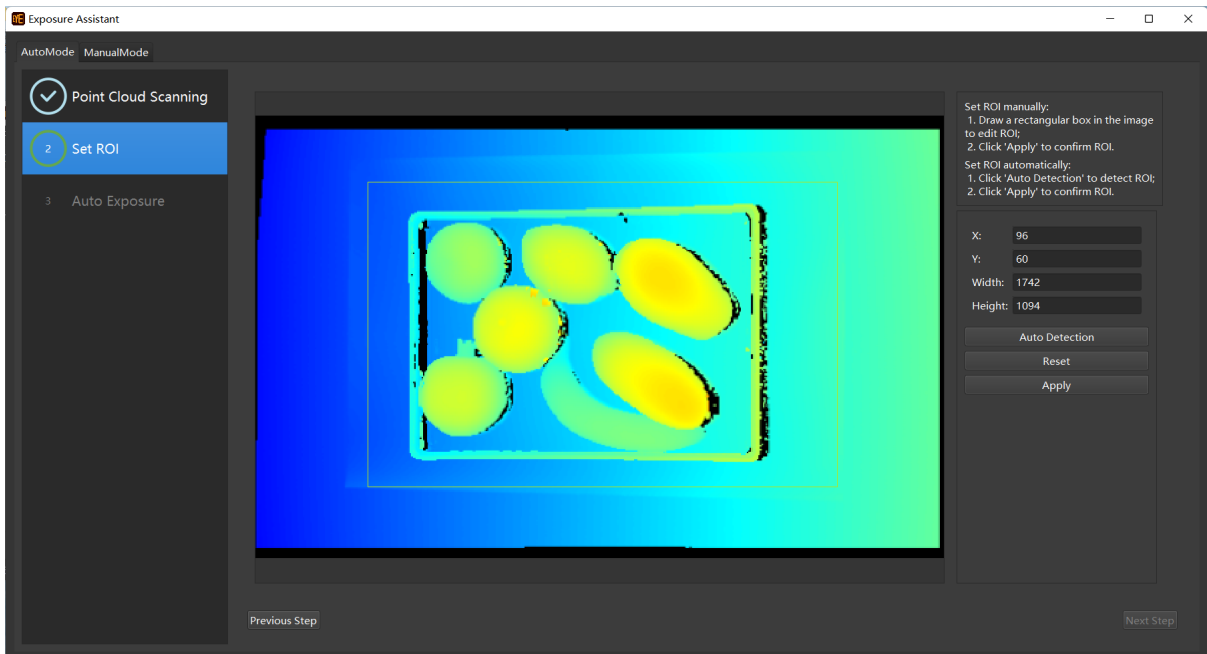 Exposure Assistant
AutoMode ManualMode
Point Cloud Scanning
2 Set ROI
3 Auto Exposure
Set ROI manually:
1. Draw a rectangular box in the image
to edit ROI;
2. Click 'Apply' to confirm ROI.
Set ROI automatically:
1. Click 'Auto Detection' to detect ROI;
2. Click 'Apply' to confirm ROI.
X: 96
Y: 60
Width: 1742
Height: 1094
Auto Detection
Reset
Apply
Previous Step
Next Step